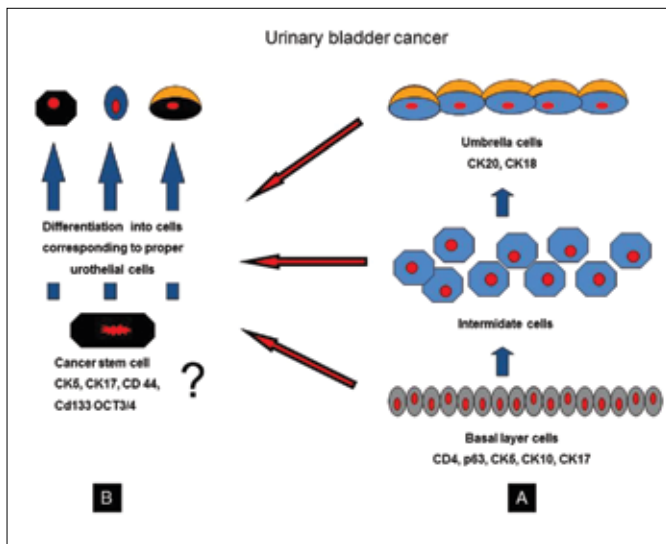 Urinary bladder cancer
Differentiation into cells
corresponding to proper
urothelial cells
Cancer stem cell
CK5, CK17, CD 44,
Cd133 OCT3/4
?
B
Umbrella cells
CK20, CK18
Intermidate cells
Basal layer cells
CD4, p63, CK5, CK10, CK17
A